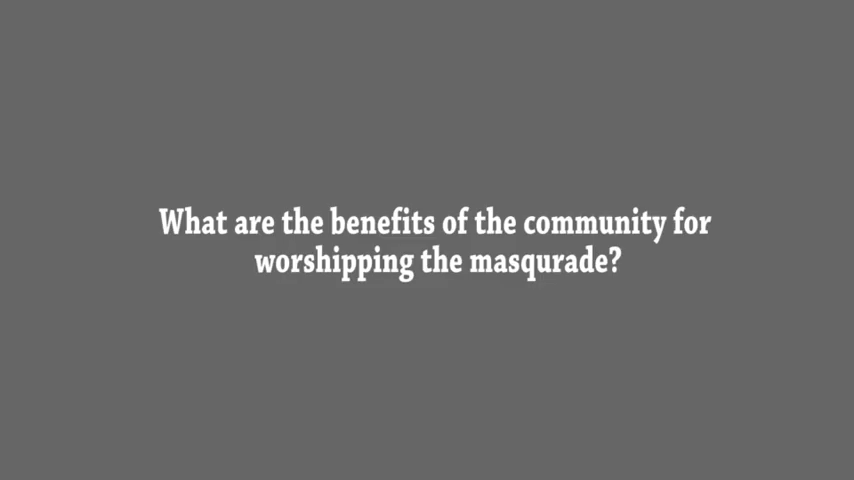 What are the benefits of the community for
worshipping the masqurade?